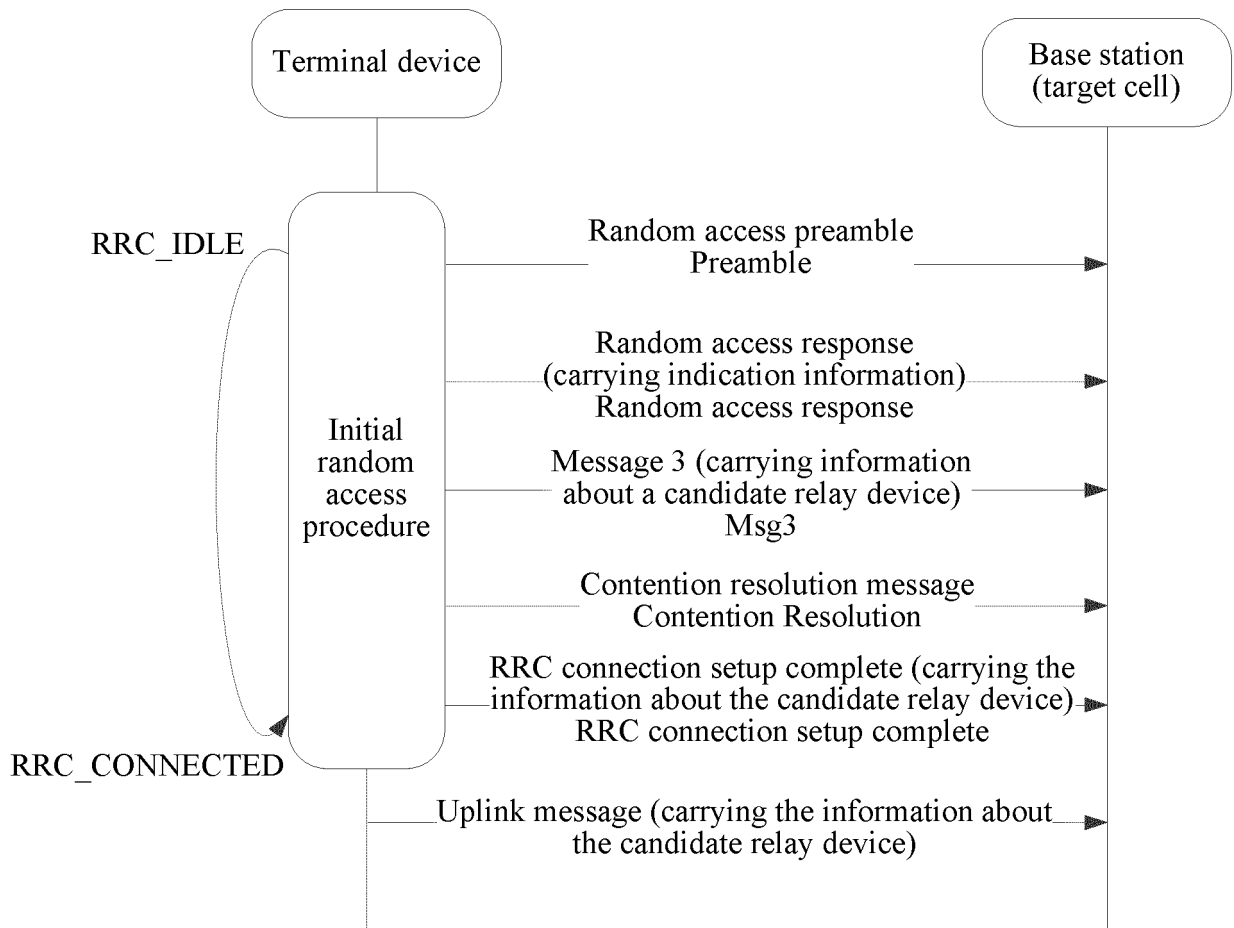 Terminal device
Base station
(target cell)
RRC_IDLE
Random access preamble
Preamble
Random access response
(carrying indication information)
Random access response
Initial
random
access
procedure
Message 3 (carrying information
about a candidate relay device)
Msg3
Contention resolution message
Contention Resolution
RRC connection setup complete (carrying the
information about the candidate relay device)
RRC connection setup complete
RRC_CONNECTED
Uplink message (carrying the information about
the candidate relay device)